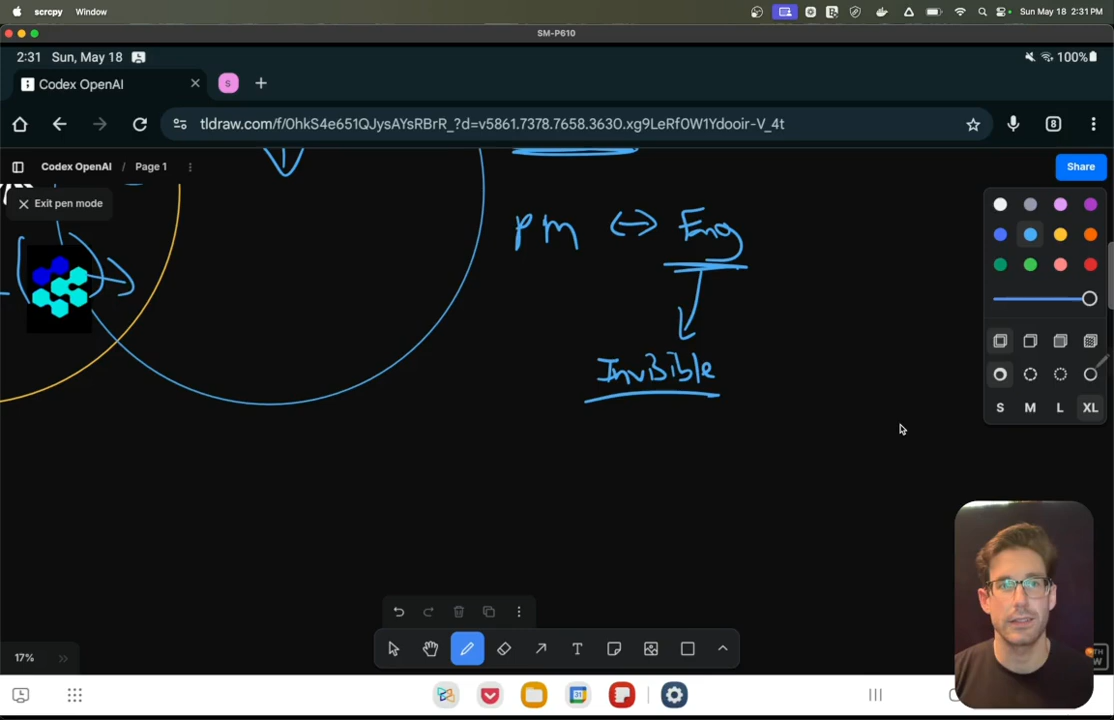 scrcpy Window Sun May 18 2:31 PM
SM-P610
2:31 Sun, May 18 100%
Codex OpenAI S
tldraw.com/f/0hkS4e651QJysAYsRBrR_?d=v5861.7378.7658.3630.xg9LeRf0W1Ydooir-V_4t 8
Codex OpenAI / Page 1 Share
Exit pen mode
PM <-> Eng
Invisible
S M L XL
T
17%
31